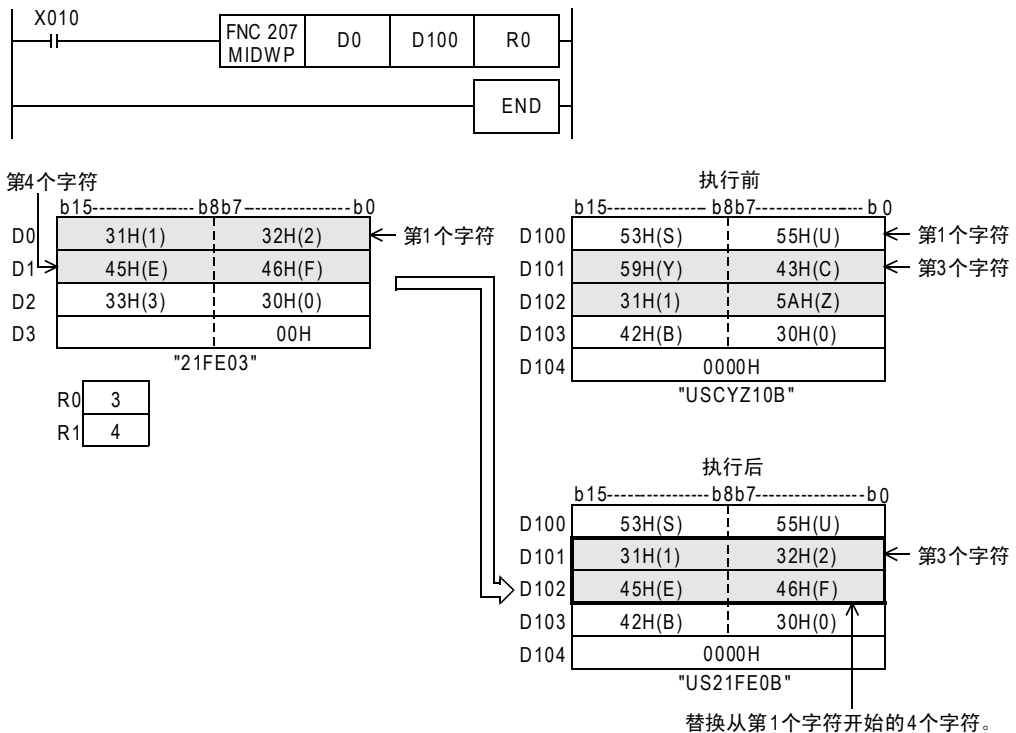 X010
FNC 207 MIDWP D0 D100 R0
END
第4个字符
b15 b8b7 b0
D0 31H(1) 32H(2) 第1个字符
D1 45H(E) 46H(F)
D2 33H(3) 30H(0)
D3 00H
"21FE03"
R0 3
R1 4
执行前
b15 b8b7 b0
D100 53H(S) 55H(U) 第1个字符
D101 59H(Y) 43H(C) 第3个字符
D102 31H(1) 5AH(Z)
D103 42H(B) 30H(0)
D104 0000H
"USCYZ10B"
执行后
b15 b8b7 b0
D100 53H(S) 55H(U)
D101 31H(1) 32H(2) 第3个字符
D102 45H(E) 46H(F)
D103 42H(B) 30H(0)
D104 0000H
"US21FE0B"
替换从第1个字符开始的4个字符。